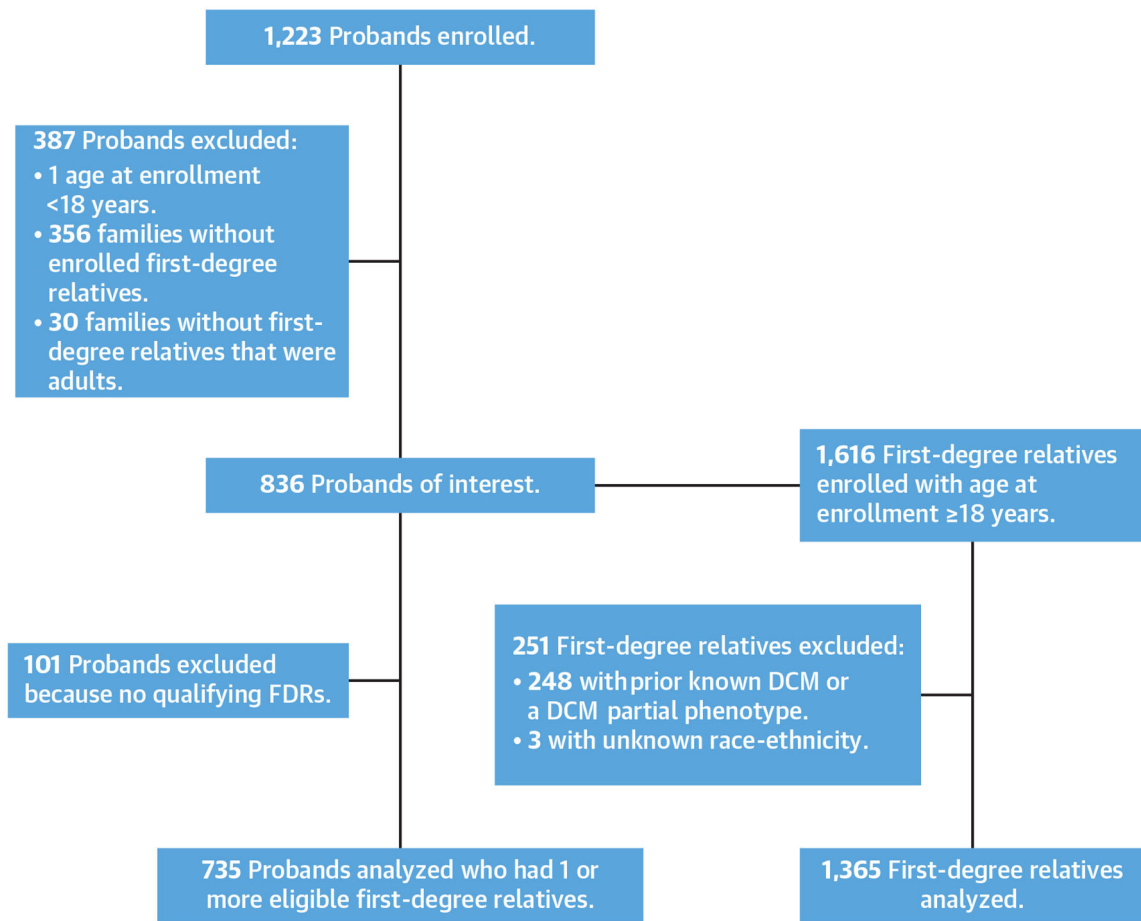 1,223 Probands enrolled.
387 Probands excluded:
• 1 age at enrollment
<18 years.
• 356 families without
enrolled first-degree
relatives.
• 30 families without first-
degree relatives that were
adults.
836 Probands of interest.
1,616 First-degree relatives
enrolled with age at
enrollment ≥18 years.
101 Probands excluded
because no qualifying FDRs.
251 First-degree relatives excluded:
• 248 with prior known DCM or
a DCM partial phenotype.
• 3 with unknown race-ethnicity.
735 Probands analyzed who had 1 or
more eligible first-degree relatives.
1,365 First-degree relatives
analyzed.